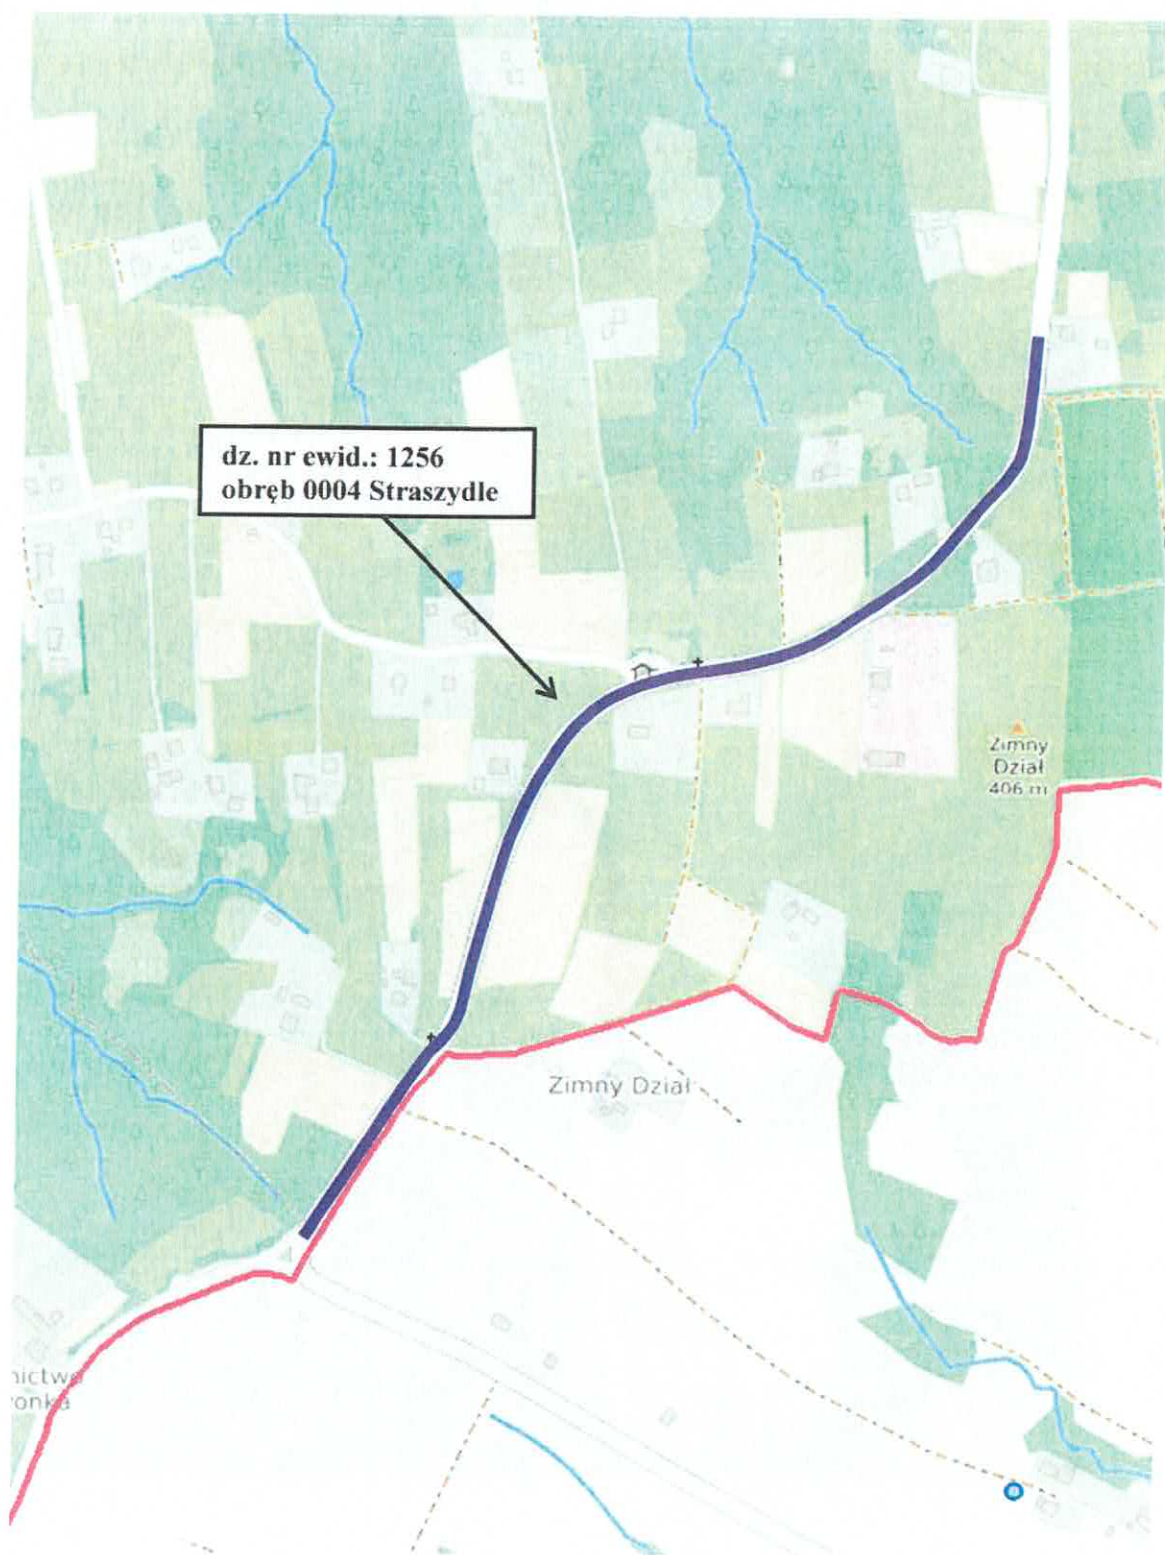 dz. nr ewid.: 1256
obręb 0004 Straszydle
Zimny
Dział
406 m
Zimny Dział
nictwo
onka